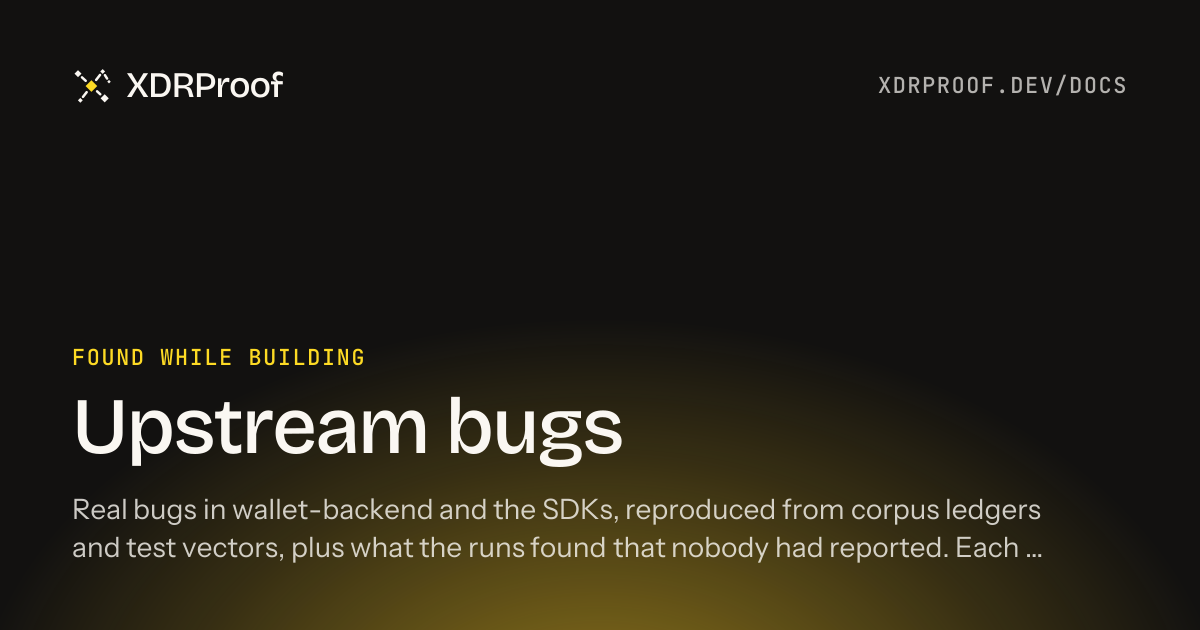 XDRProof
XDRPROOF.DEV/DOCS
FOUND WHILE BUILDING
Upstream bugs
Real bugs in wallet-backend and the SDKs, reproduced from corpus ledgers
and test vectors, plus what the runs found that nobody had reported. Each ...